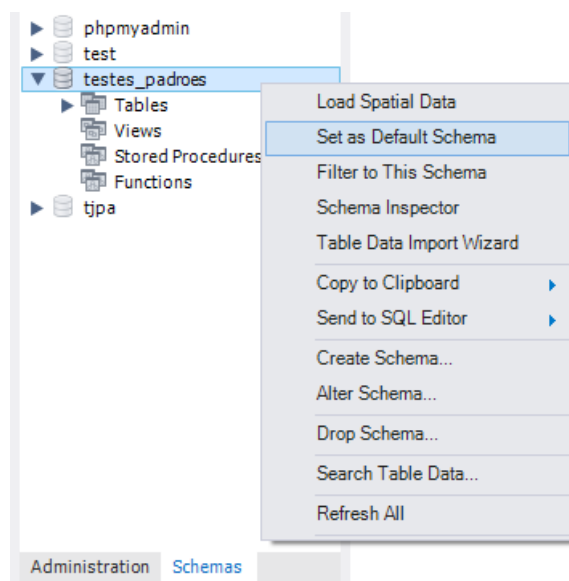 phpmyadmin
test
testes_padroes
Tables
Views
Stored Procedures
Functions
tjpa
Load Spatial Data
Set as Default Schema
Filter to This Schema
Schema Inspector
Table Data Import Wizard
Copy to Clipboard
Send to SQL Editor
Create Schema...
Alter Schema...
Drop Schema...
Search Table Data...
Refresh All
Administration Schemas